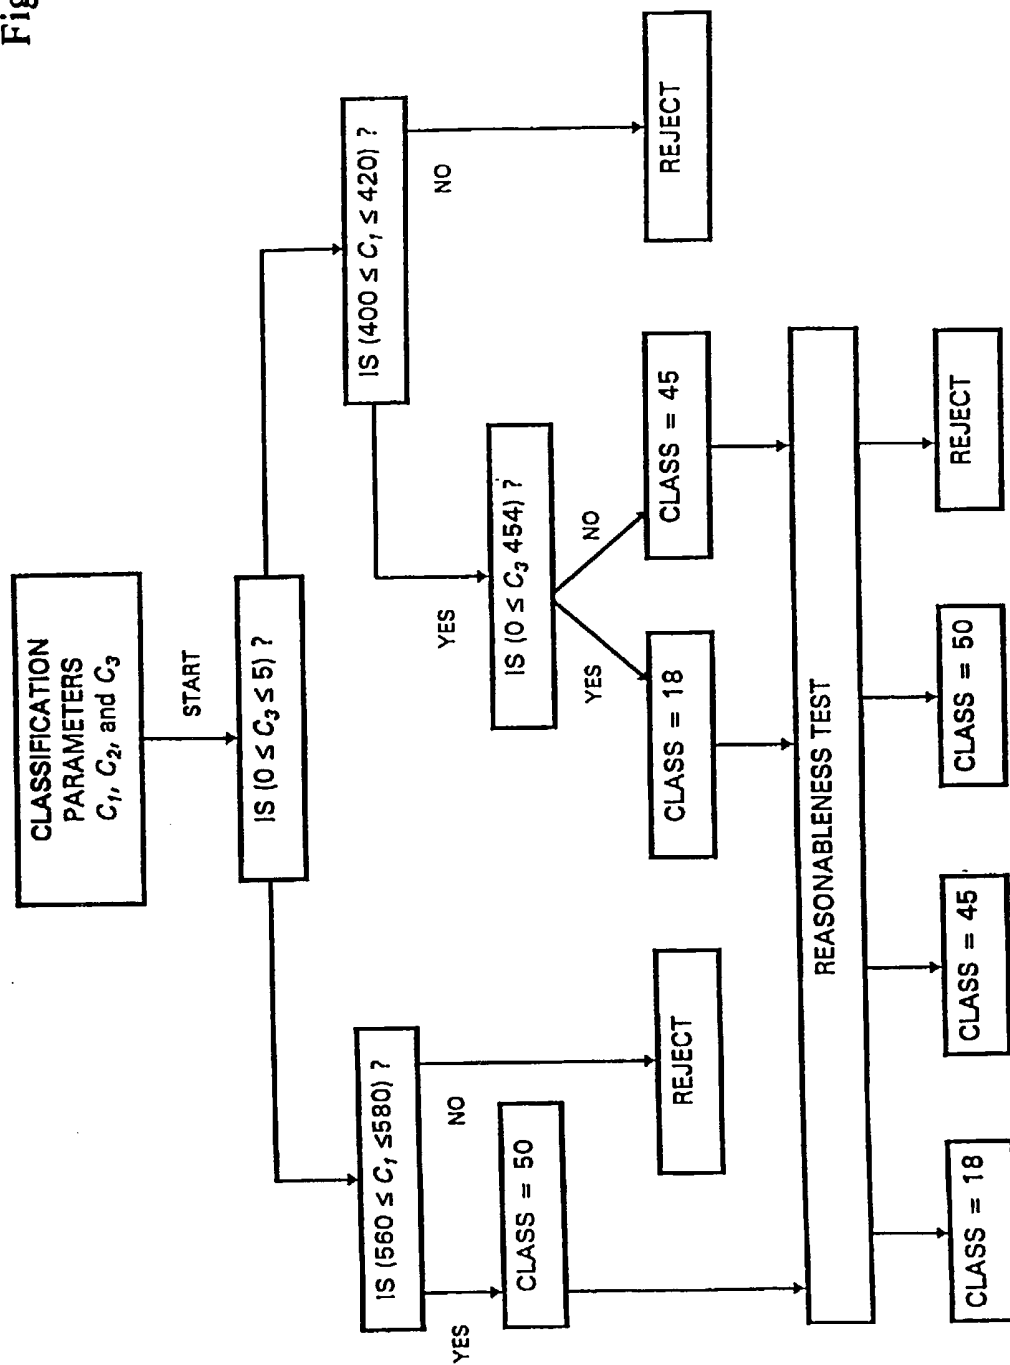 Fig
CLASSIFICATION
PARAMETERS
C1, C2, and C3
START
IS (0 ≤ C3 ≤ 5) ?
IS (560 ≤ C1 ≤580) ?
IS (400 ≤ C1 ≤ 420) ?
YES
NO
YES
NO
CLASS = 50
IS (0 ≤ C3 454) ?
YES
NO
REJECT
CLASS = 18
CLASS = 45
REJECT
REASONABLENESS TEST
CLASS = 18
CLASS = 45
CLASS = 50
REJECT